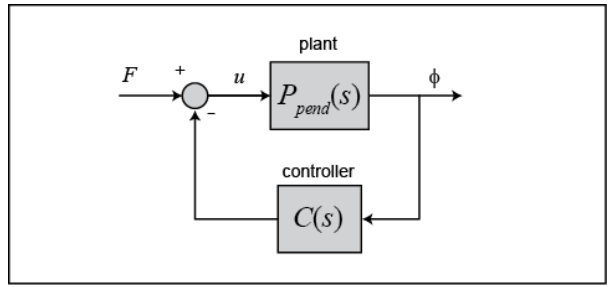 plant
F
+
u
P_pend(s)
ϕ
-
controller
C(s)